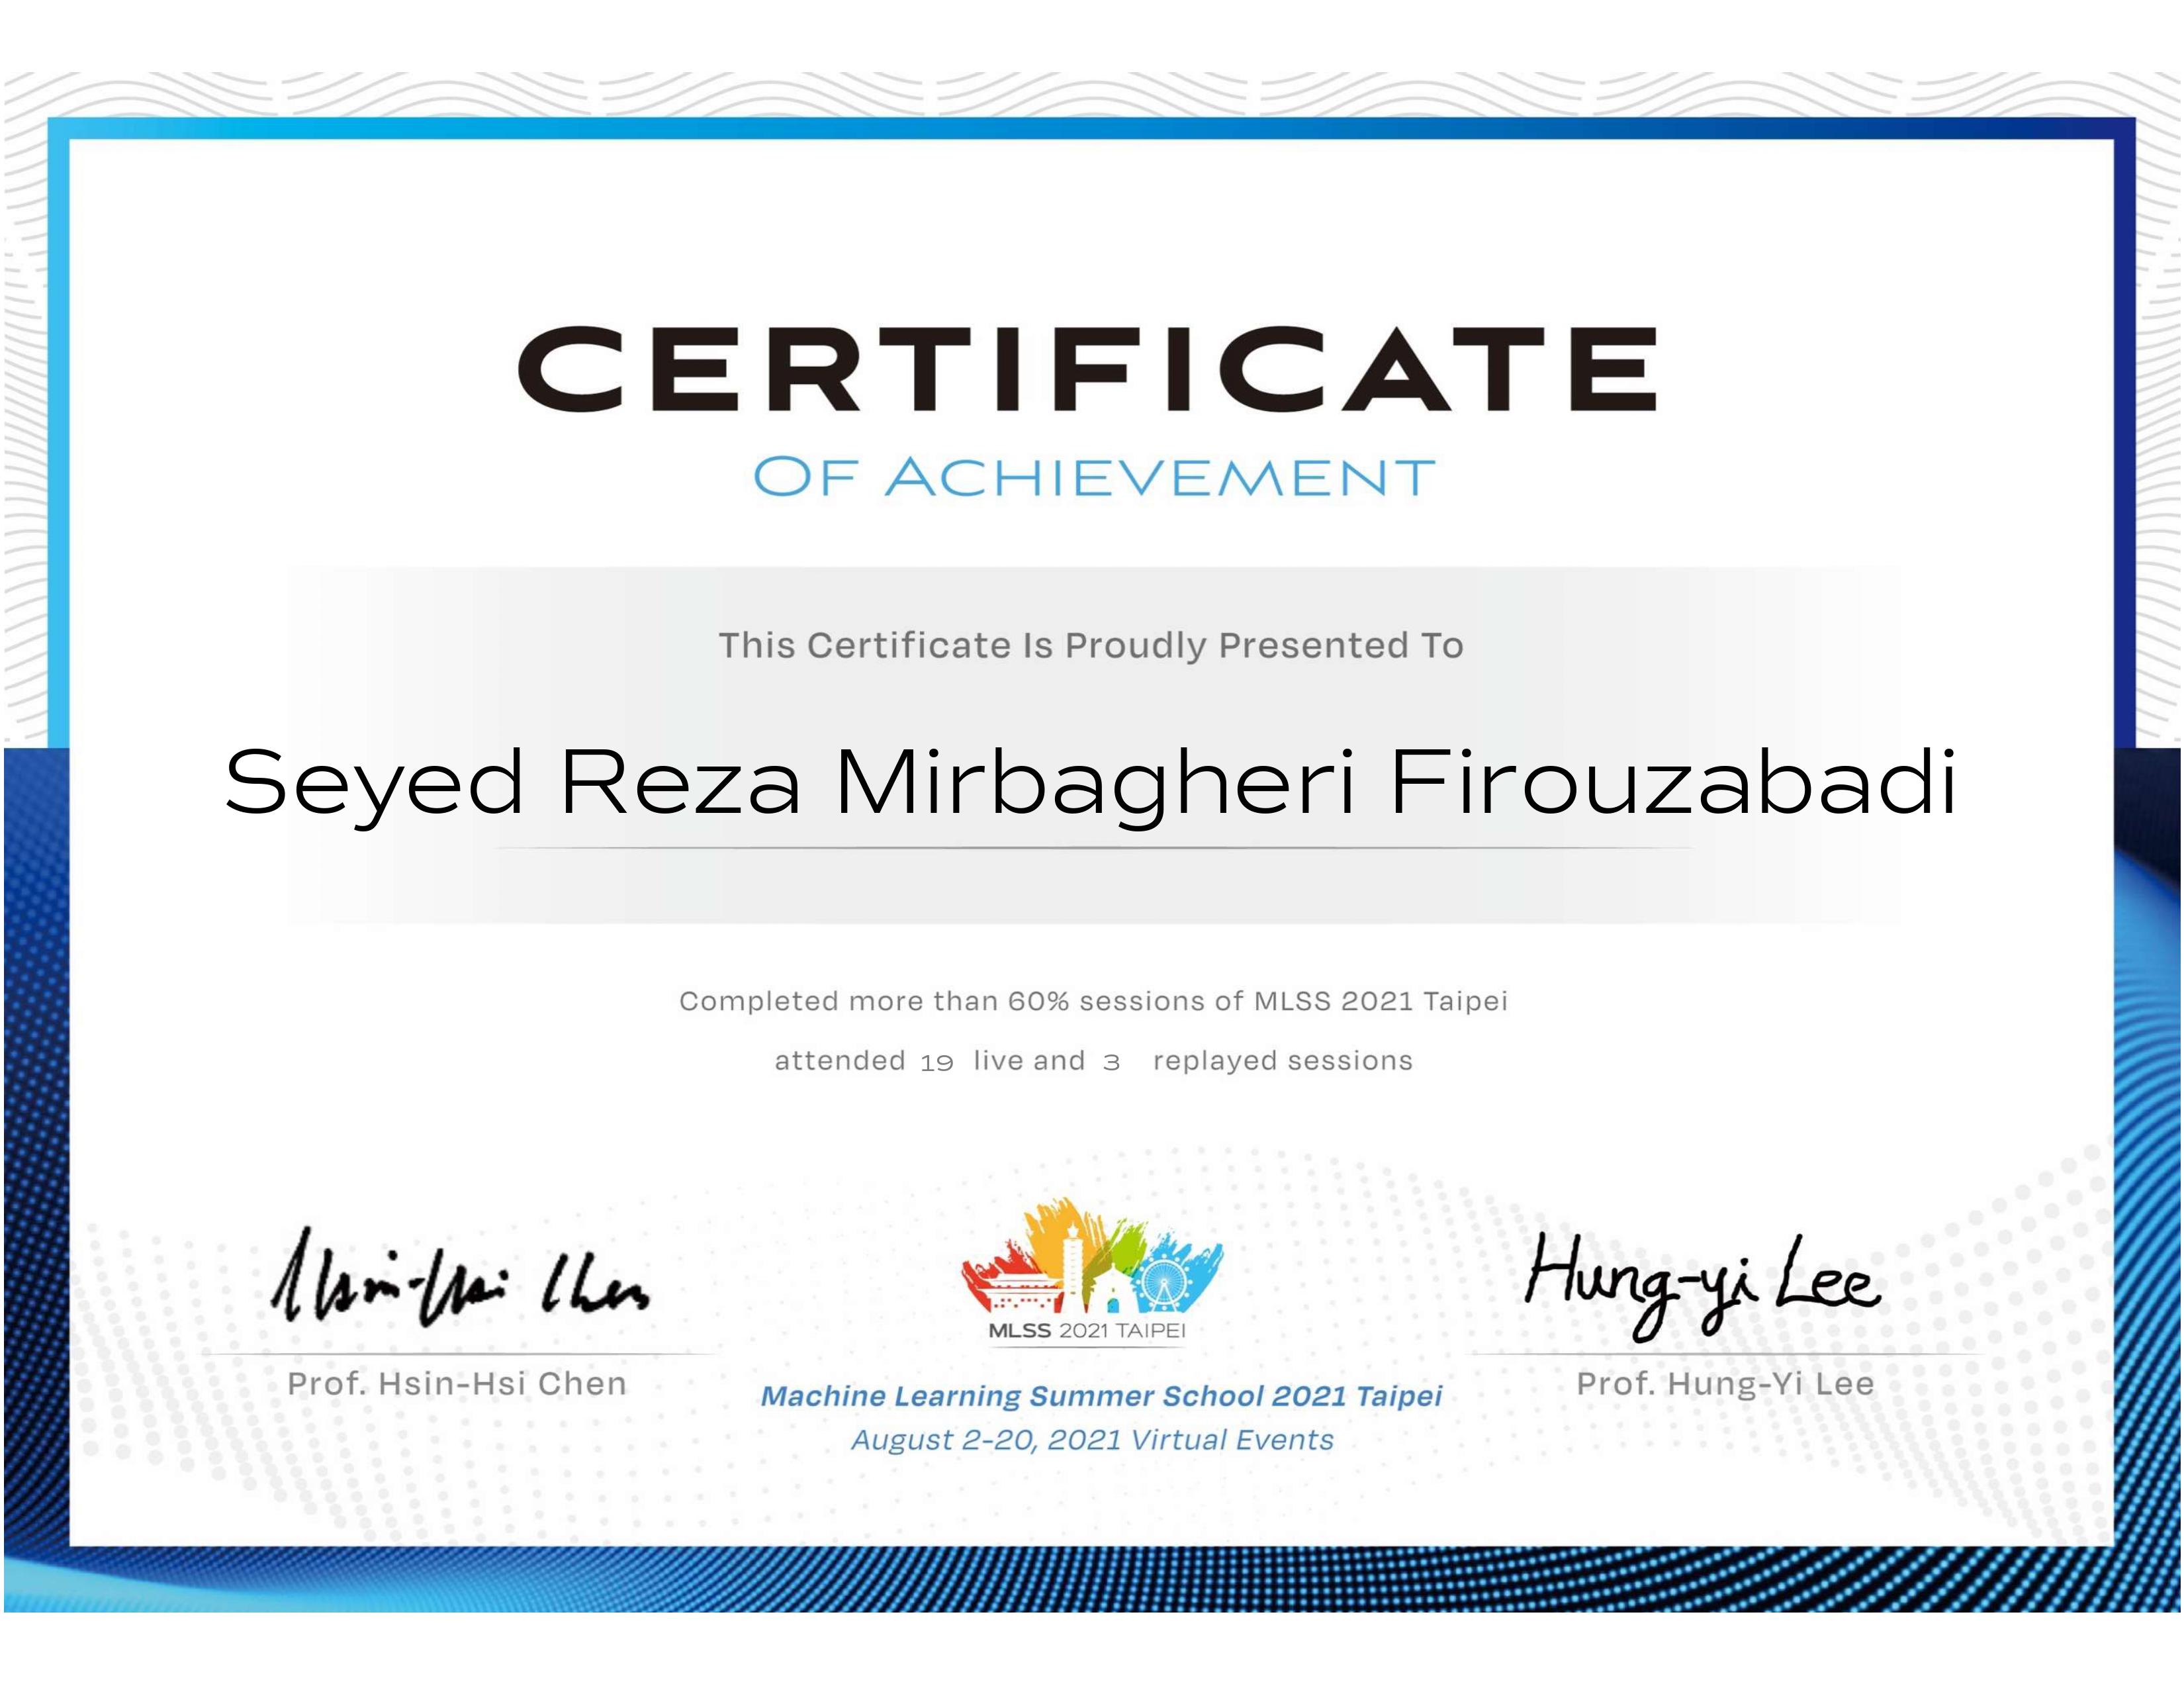 CERTIFICATE
OF ACHIEVEMENT
This Certificate Is Proudly Presented To
Seyed Reza Mirbagheri Firouzabadi
Completed more than 60% sessions of MLSS 2021 Taipei
attended 19 live and 3 replayed sessions
Hsin-Hsi Chen
Hung-yi Lee
MLSS 2021 TAIPEI
Prof. Hsin-Hsi Chen
Prof. Hung-Yi Lee
Machine Learning Summer School 2021 Taipei
August 2-20, 2021 Virtual Events